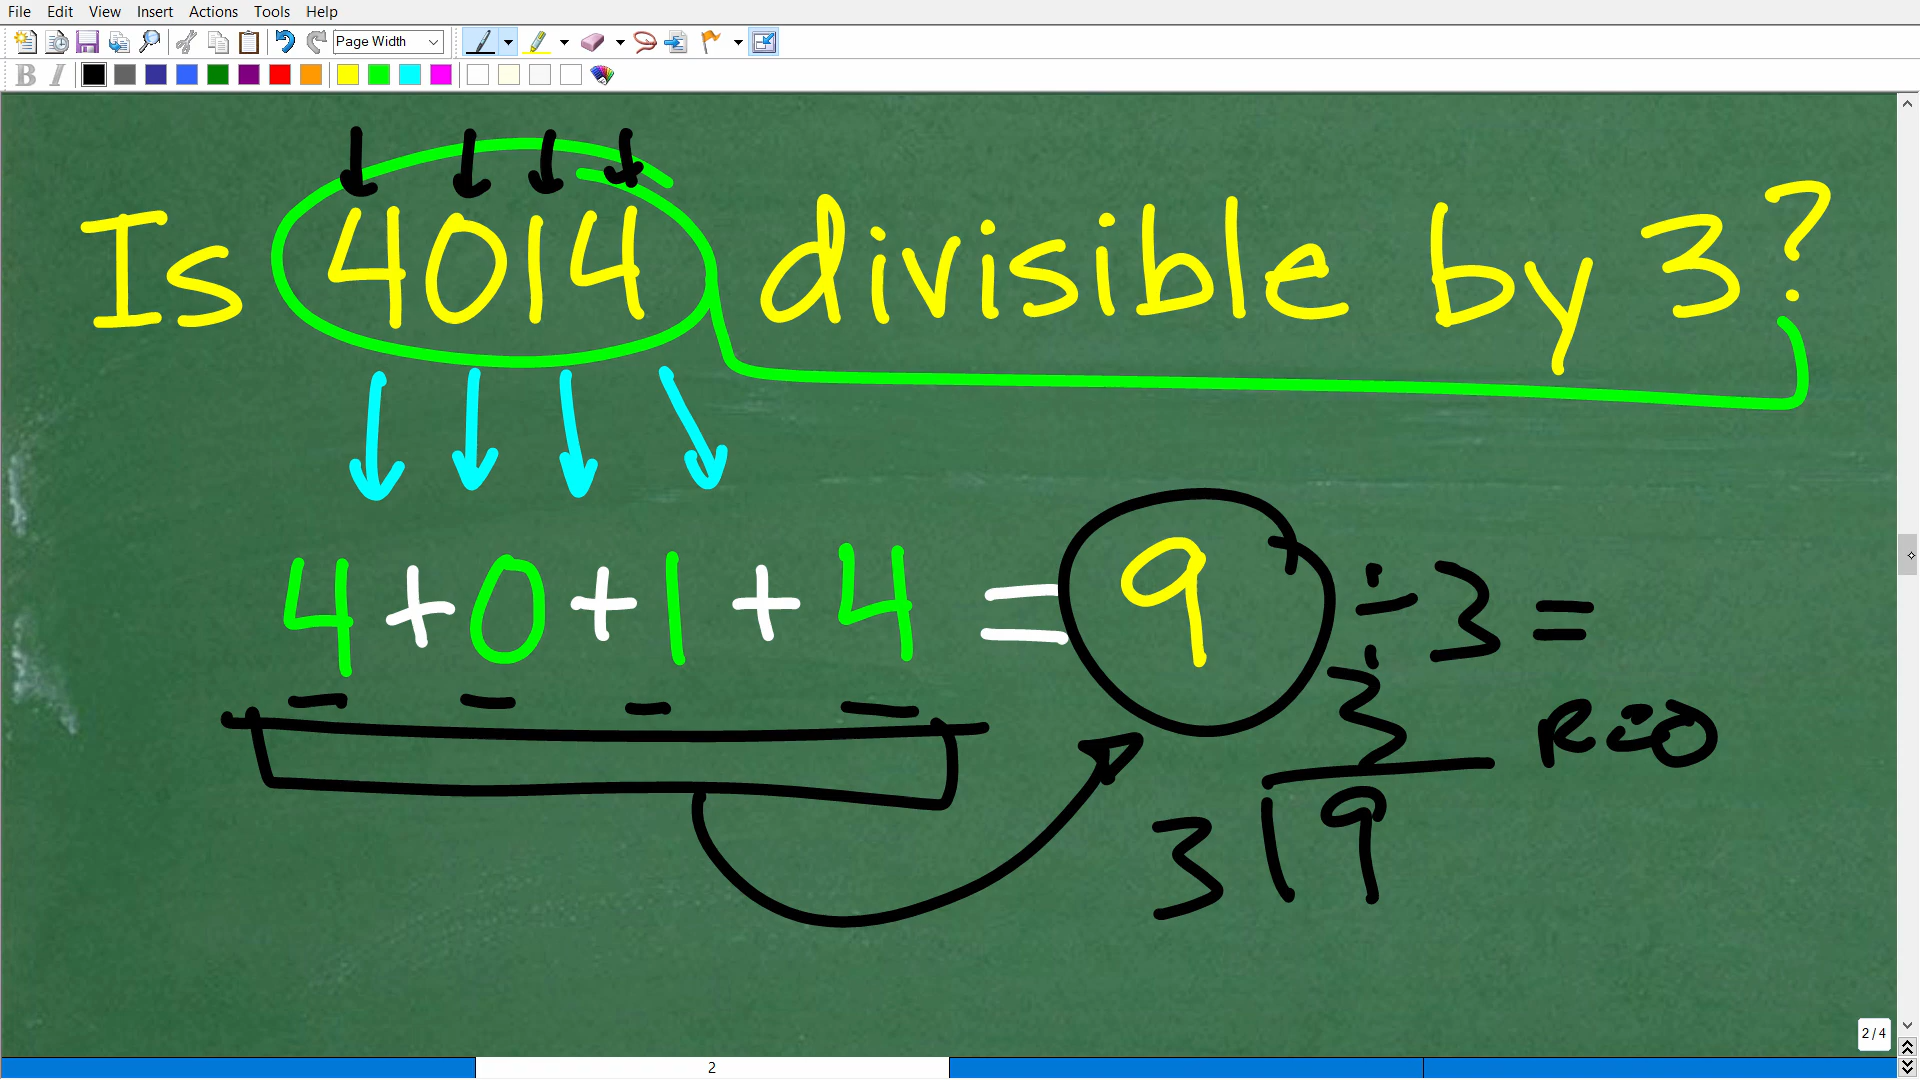 File Edit View Insert Actions Tools Help
Page Width
B I
Is 4014 divisible by 3?
4 + 0 + 1 + 4 = 9 ÷ 3 =
3
R=0
3 9
2 / 4
2